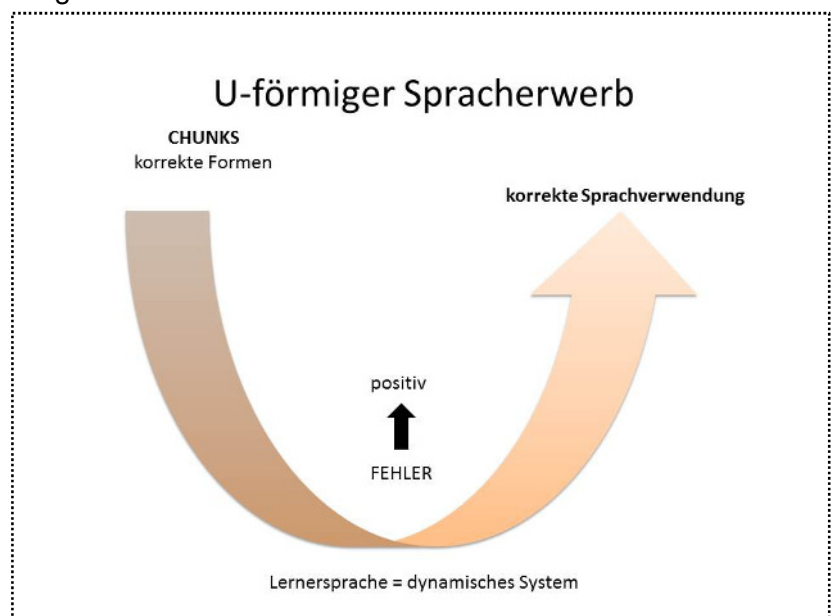 U-förmiger Spracherwerb
CHUNKS
korrekte Formen
korrekte Sprachverwendung
positiv
FEHLER
Lernersprache = dynamisches System